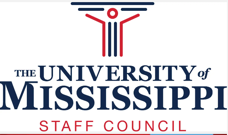 THE UNIVERSITY of
MISSISSIPPI
STAFF COUNCIL